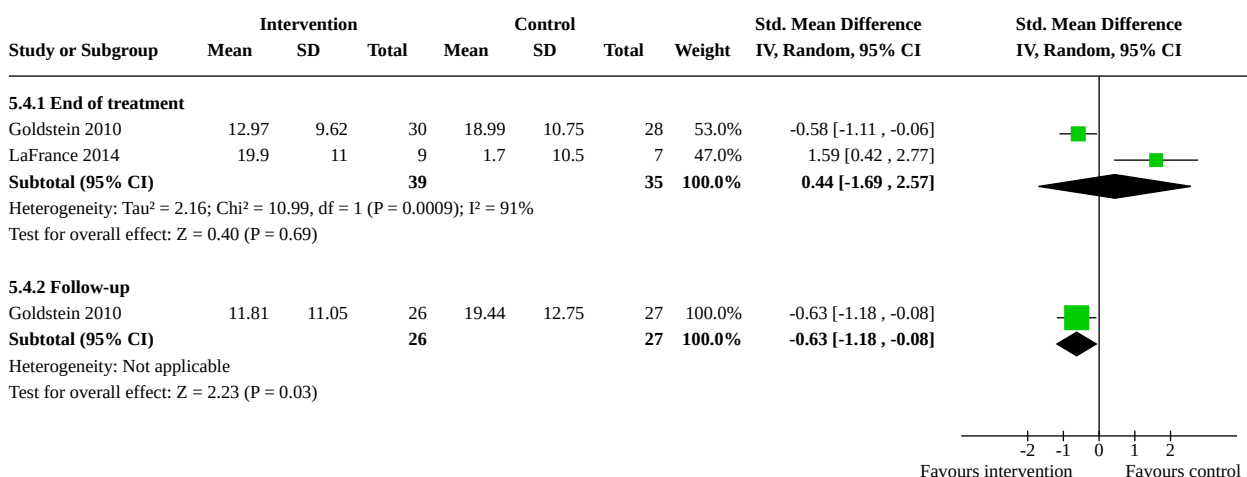 Intervention Control Std. Mean Difference Std. Mean Difference
Study or Subgroup Mean SD Total Mean SD Total Weight IV, Random, 95% CI IV, Random, 95% CI
5.4.1 End of treatment
Goldstein 2010 12.97 9.62 30 18.99 10.75 28 53.0% -0.58 [-1.11 , -0.06]
LaFrance 2014 19.9 11 9 1.7 10.5 7 47.0% 1.59 [0.42 , 2.77]
Subtotal (95% CI) 39 35 100.0% 0.44 [-1.69 , 2.57]
Heterogeneity: Tau² = 2.16; Chi² = 10.99, df = 1 (P = 0.0009); I² = 91%
Test for overall effect: Z = 0.40 (P = 0.69)
5.4.2 Follow-up
Goldstein 2010 11.81 11.05 26 19.44 12.75 27 100.0% -0.63 [-1.18 , -0.08]
Subtotal (95% CI) 26 27 100.0% -0.63 [-1.18 , -0.08]
Heterogeneity: Not applicable
Test for overall effect: Z = 2.23 (P = 0.03)
-2 -1 0 1 2
Favours intervention Favours control